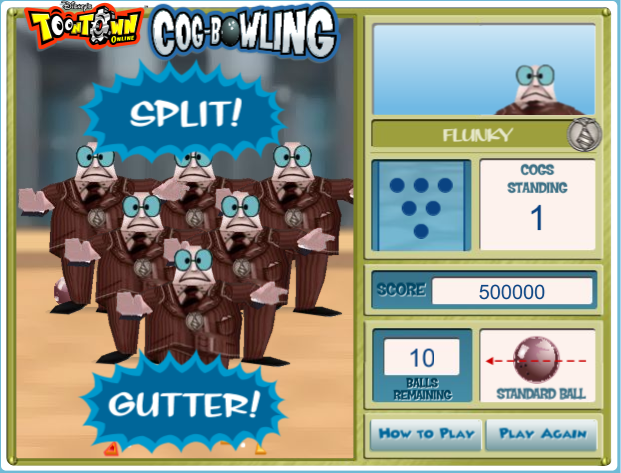 Disney's
TOONTOWN
ONLINE
COG-BOWLING
SPLIT!
FLUNKY
COGS
STANDING
1
SCORE
500000
10
BALLS
REMAINING
STANDARD BALL
GUTTER!
HOW TO PLAY
PLAY AGAIN